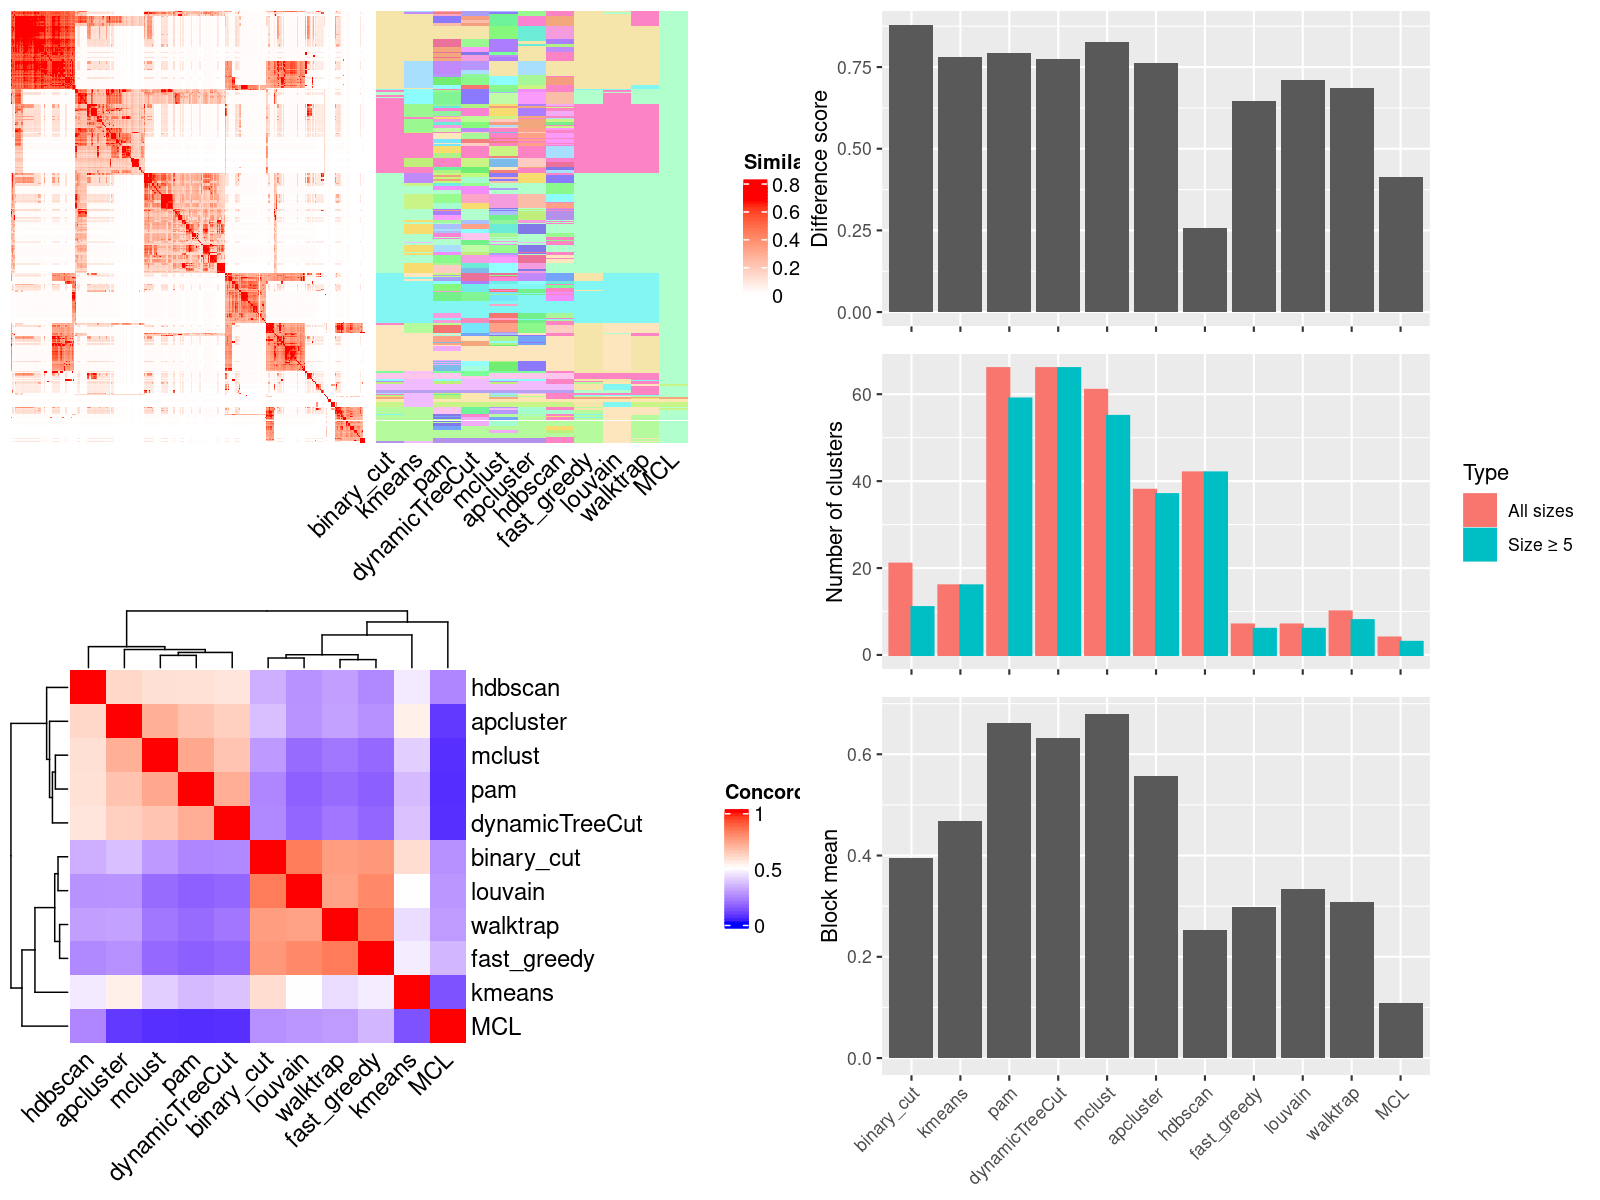 Simila
0.8
0.6
0.4
0.2
0
binary_cut
kmeans
pam
dynamicTreeCut
mclust
apcluster
hdbscan
fast_greedy
louvain
walktrap
MCL
hdbscan
apcluster
mclust
pam
dynamicTreeCut
binary_cut
louvain
walktrap
fast_greedy
kmeans
MCL
hdbscan
apcluster
mclust
pam
dynamicTreeCut
binary_cut
louvain
walktrap
fast_greedy
kmeans
MCL
Concord
1
0.5
0
Difference score
0.75
0.50
0.25
0.00
Number of clusters
60
40
20
0
Type
All sizes
Size ≥ 5
Block mean
0.6
0.4
0.2
0.0
binary_cut
kmeans
pam
dynamicTreeCut
mclust
apcluster
hdbscan
fast_greedy
louvain
walktrap
MCL